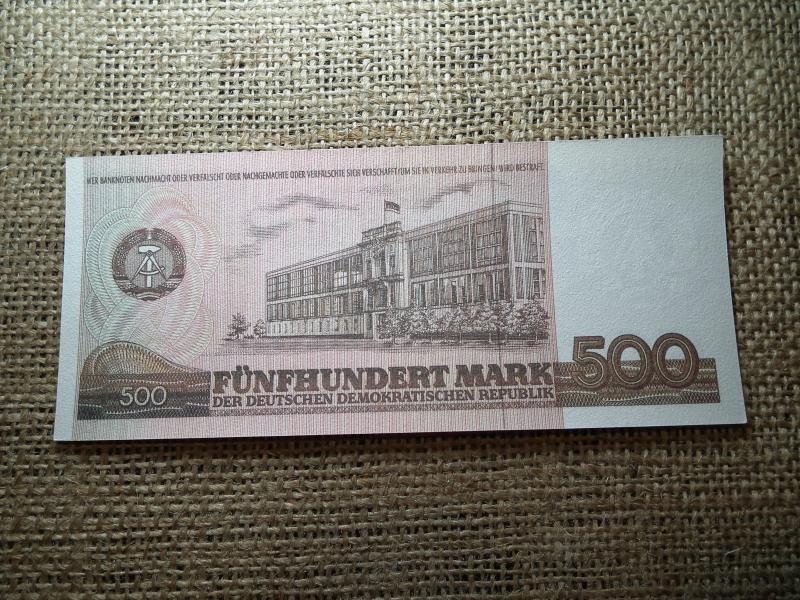 WER BANKNOTEN NACHMACHT ODER VERFÄLSCHT ODER NACHGEMACHTE ODER VERFÄLSCHTE SICH VERSCHAFFT UM SIE IN VERKEHR ZU BRINGEN WIRD BESTRAFT.
500
FÜNFHUNDERT MARK
DER DEUTSCHEN DEMOKRATISCHEN REPUBLIK
500